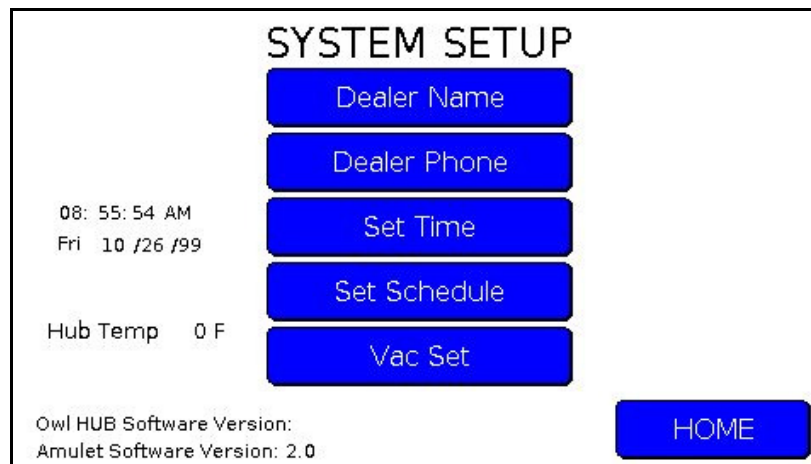 SYSTEM SETUP
Dealer Name
Dealer Phone
08: 55: 54 AM
Set Time
Fri 10 /26 /99
Set Schedule
Hub Temp 0 F
Vac Set
Owl HUB Software Version:
HOME
Amulet Software Version: 2.0